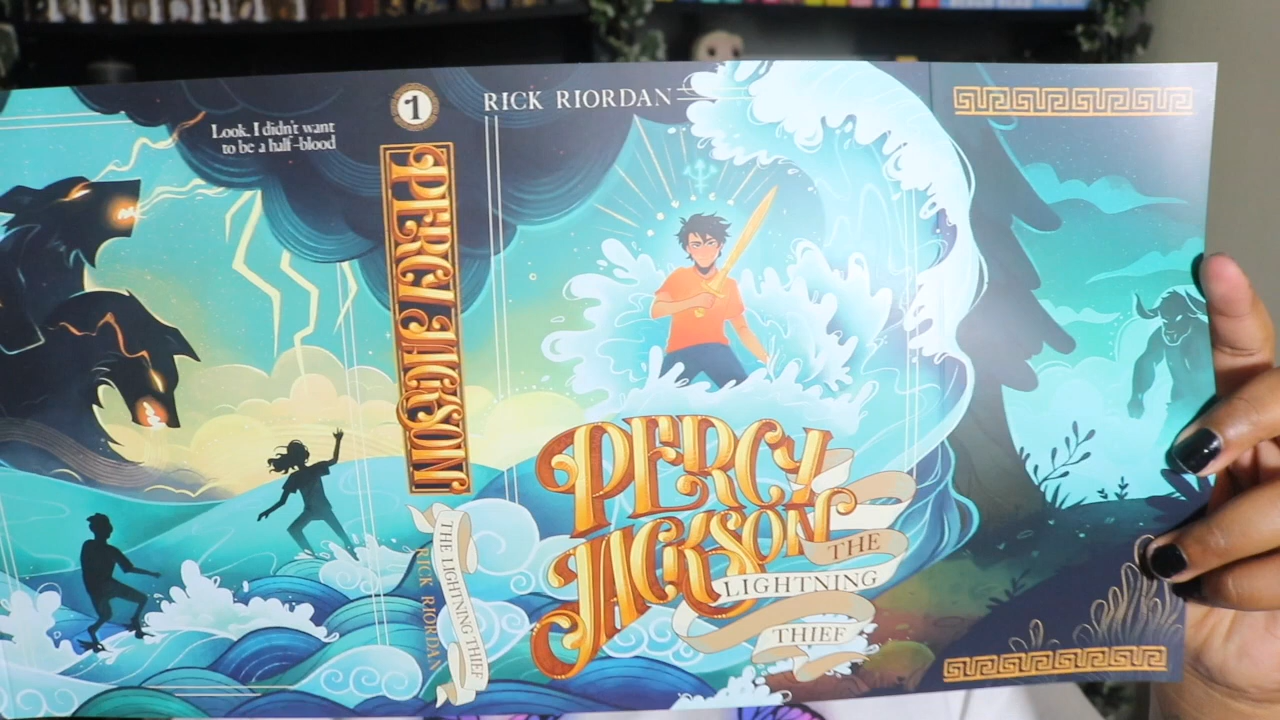 Look, I didn't want
to be a half-blood
1
PERCY JACKSON
THE LIGHTNING THIEF
RICK RIORDAN
RICK RIORDAN
PERCY
JACKSON
THE
LIGHTNING
THIEF